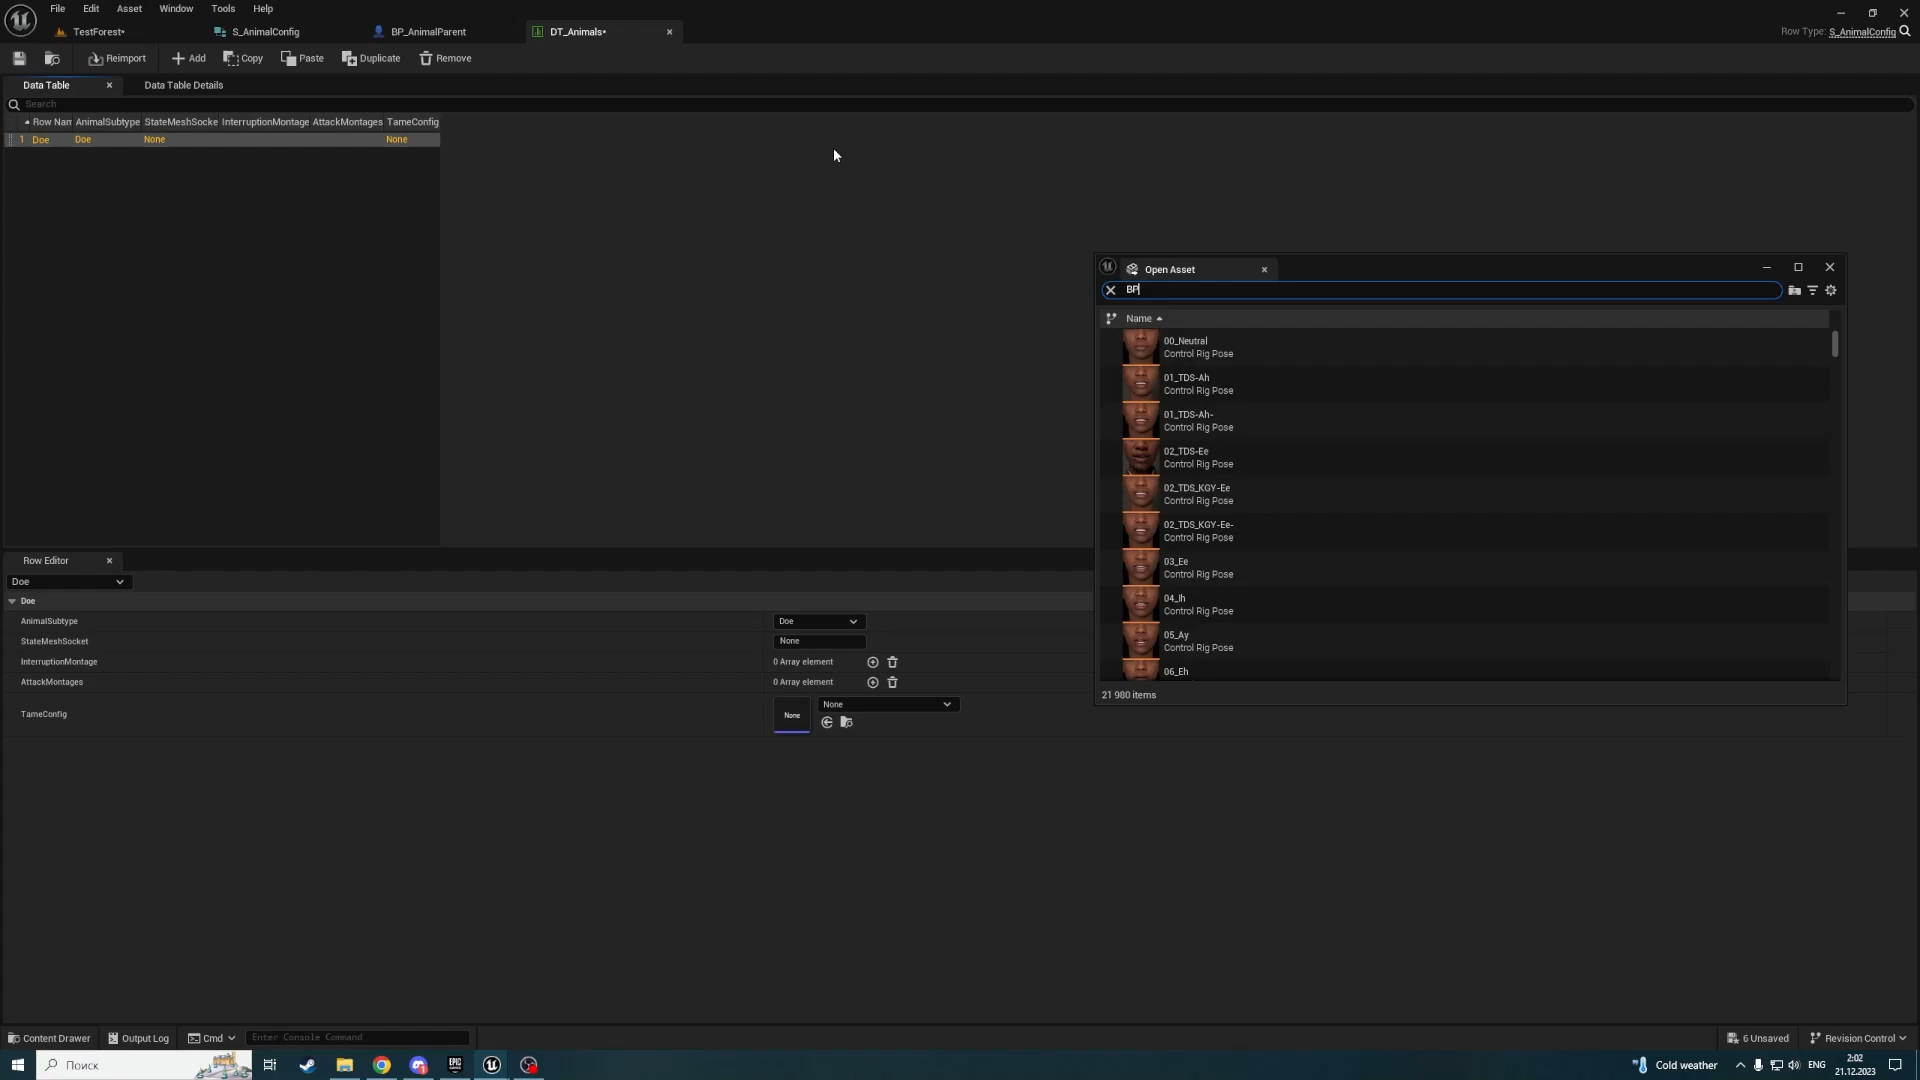 File Edit Asset Window Tools Help
TestForest* S_AnimalConfig BP_AnimalParent DT_Animals*
Row Type: S_AnimalConfig
Reimport Add Copy Paste Duplicate Remove
Data Table Data Table Details
Search
Row Nam AnimalSubtype StateMeshSocke InterruptionMontage AttackMontages TameConfig
1 Doe Doe None None
Open Asset
BP
Name
00_Neutral
Control Rig Pose
01_TDS-Ah
Control Rig Pose
01_TDS-Ah-
Control Rig Pose
02_TDS-Ee
Control Rig Pose
02_TDS_KGY-Ee
Control Rig Pose
02_TDS_KGY-Ee-
Control Rig Pose
03_Ee
Control Rig Pose
04_Ih
Control Rig Pose
05_Ay
Control Rig Pose
06_Eh
21 980 items
Row Editor
Doe
Doe
AnimalSubtype Doe
StateMeshSocket None
InterruptionMontage 0 Array element
AttackMontages 0 Array element
TameConfig None None
Content Drawer Output Log Cmd Enter Console Command 6 Unsaved Revision Control
Поиск EPIC GAMES Cold weather ENG 2:02
21.12.2023